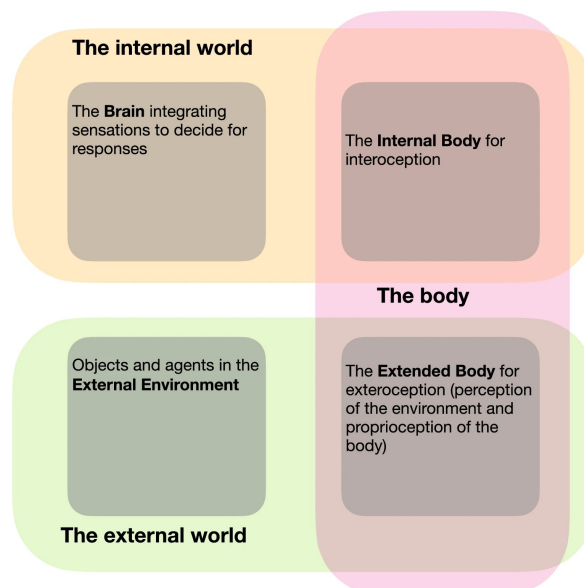 The internal world
The Brain integrating
sensations to decide for
responses
The Internal Body for
interoception
The body
Objects and agents in the
External Environment
The Extended Body for
exteroception (perception
of the environment and
proprioception of the
body)
The external world